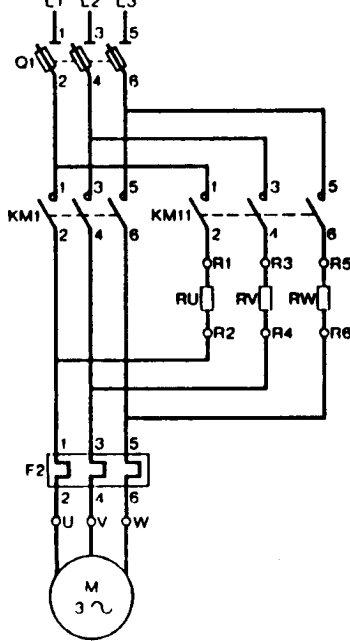 L1 L2 L3
1 3 5
Q1
2 4 6
1 3 5 1 3 5
KM1 KM11
2 4 6 2 4 6
R1 R3 R5
RU RV RW
R2 R4 R6
1 3 5
F2
2 4 6
U V W
M
3 ~